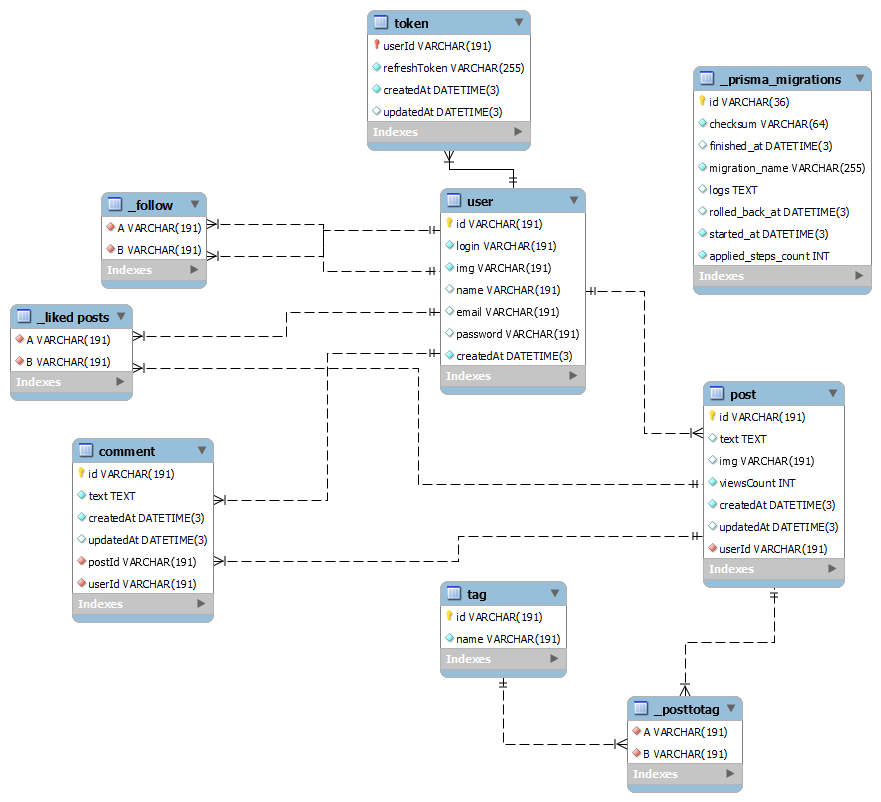 token
userId VARCHAR(191)
refreshToken VARCHAR(255)
createdAt DATETIME(3)
updatedAt DATETIME(3)
Indexes
_prisma_migrations
id VARCHAR(36)
checksum VARCHAR(64)
finished_at DATETIME(3)
migration_name VARCHAR(255)
logs TEXT
rolled_back_at DATETIME(3)
started_at DATETIME(3)
applied_steps_count INT
Indexes
_follow
A VARCHAR(191)
B VARCHAR(191)
Indexes
user
id VARCHAR(191)
login VARCHAR(191)
img VARCHAR(191)
name VARCHAR(191)
email VARCHAR(191)
password VARCHAR(191)
createdAt DATETIME(3)
Indexes
_liked posts
A VARCHAR(191)
B VARCHAR(191)
Indexes
post
id VARCHAR(191)
text TEXT
img VARCHAR(191)
viewsCount INT
createdAt DATETIME(3)
updatedAt DATETIME(3)
userId VARCHAR(191)
Indexes
comment
id VARCHAR(191)
text TEXT
createdAt DATETIME(3)
updatedAt DATETIME(3)
postId VARCHAR(191)
userId VARCHAR(191)
Indexes
tag
id VARCHAR(191)
name VARCHAR(191)
Indexes
_posttotag
A VARCHAR(191)
B VARCHAR(191)
Indexes